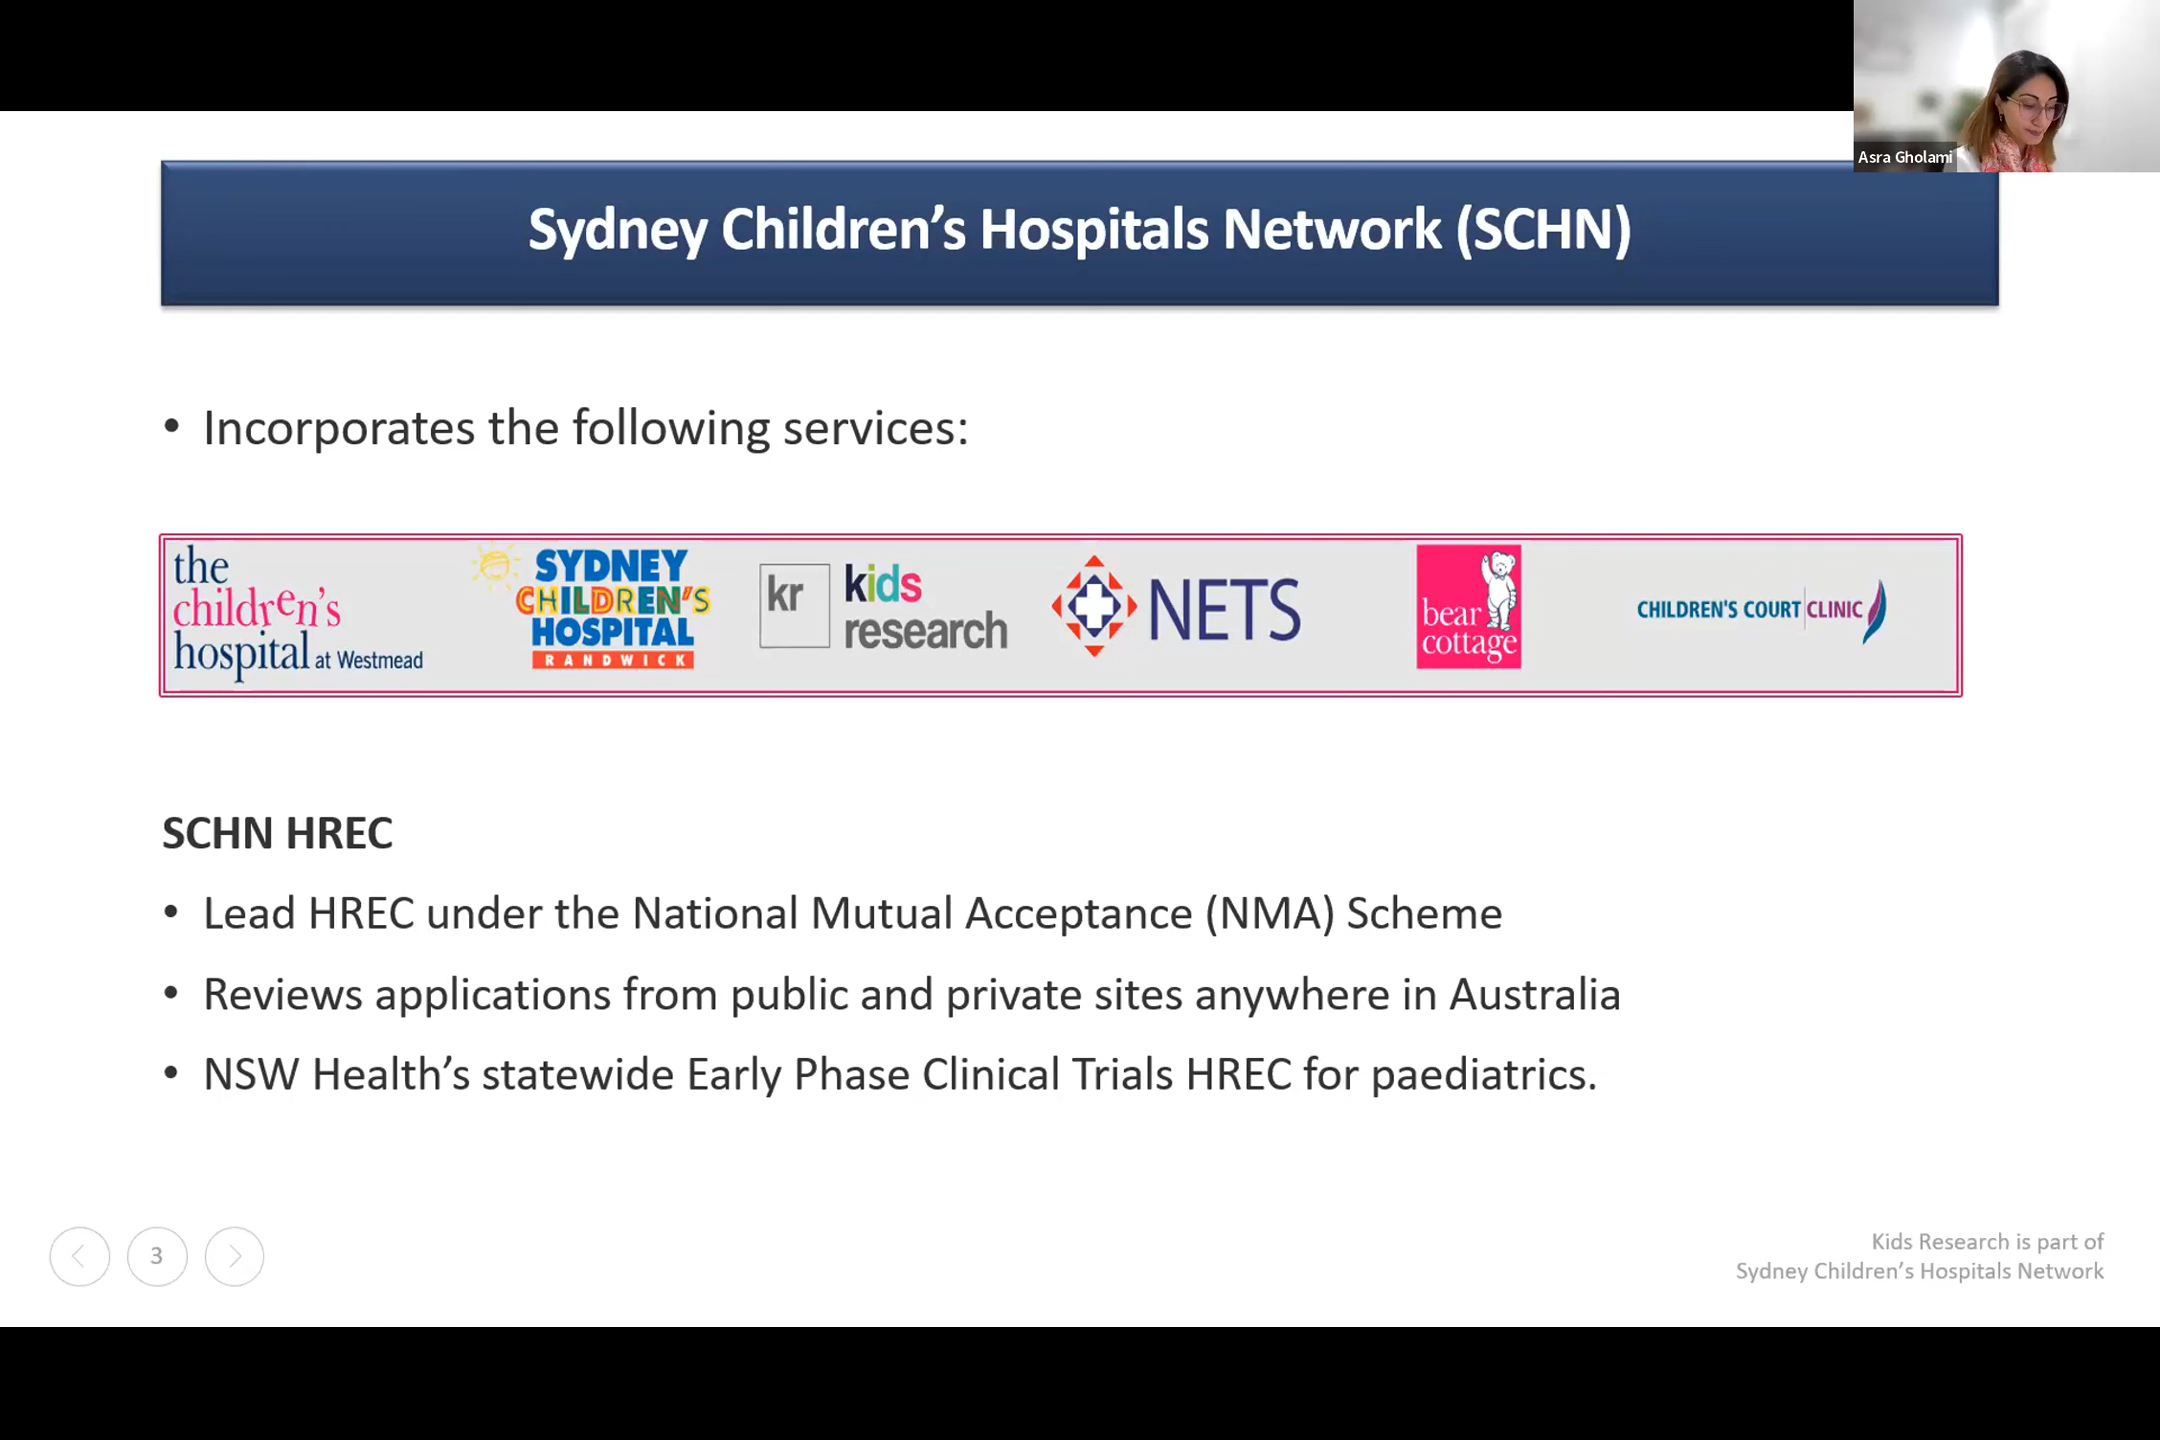 Asra Gholami
Sydney Children’s Hospitals Network (SCHN)
• Incorporates the following services:
the
children's
hospital at Westmead
SYDNEY
CHILDREN'S
HOSPITAL
RANDWICK
kr
kids
research
NETS
bear
cottage
CHILDREN'S COURT CLINIC
SCHN HREC
• Lead HREC under the National Mutual Acceptance (NMA) Scheme
• Reviews applications from public and private sites anywhere in Australia
• NSW Health’s statewide Early Phase Clinical Trials HREC for paediatrics.
3
Kids Research is part of
Sydney Children’s Hospitals Network